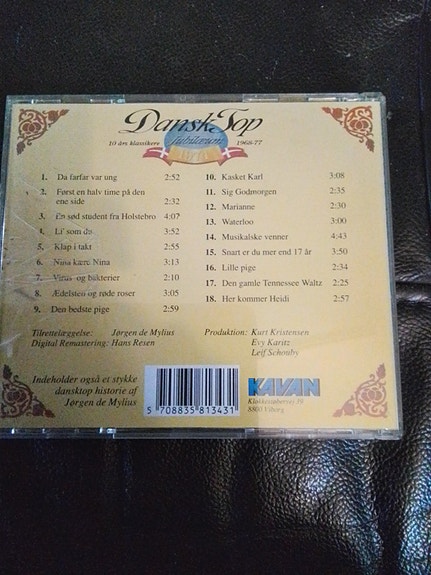 Dansk Top
Jubilæum
10 års klassikere 1968-77
1. Da farfar var ung 2:52
2. Først en halv time på den
ene side 2:32
3. En sød student fra Holstebro 4:07
4. Li' som du 3:52
5. Klap i takt 2:55
6. Nina kære Nina 3:13
7. Virus og bakterier 2:10
8. Ædelsten og røde roser 3:05
9. Den bedste pige 2:59
10. Kasket Karl 3:08
11. Sig Godmorgen 2:35
12. Marianne 2:30
13. Waterloo 3:00
14. Musikalske venner 4:43
15. Snart er du mer end 17 år 3:50
16. Lille pige 2:34
17. Den gamle Tennessee Waltz 2:25
18. Her kommer Heidi 2:57
Tilrettelæggelse: Jørgen de Mylius
Digital Remastering: Hans Resen
Produktion: Kurt Kristensen
Evy Karitz
Leif Schouby
Indeholder også et stykke
dansktop historie af
Jørgen de Mylius
5 708835 813431
KAVAN
8800 Viborg